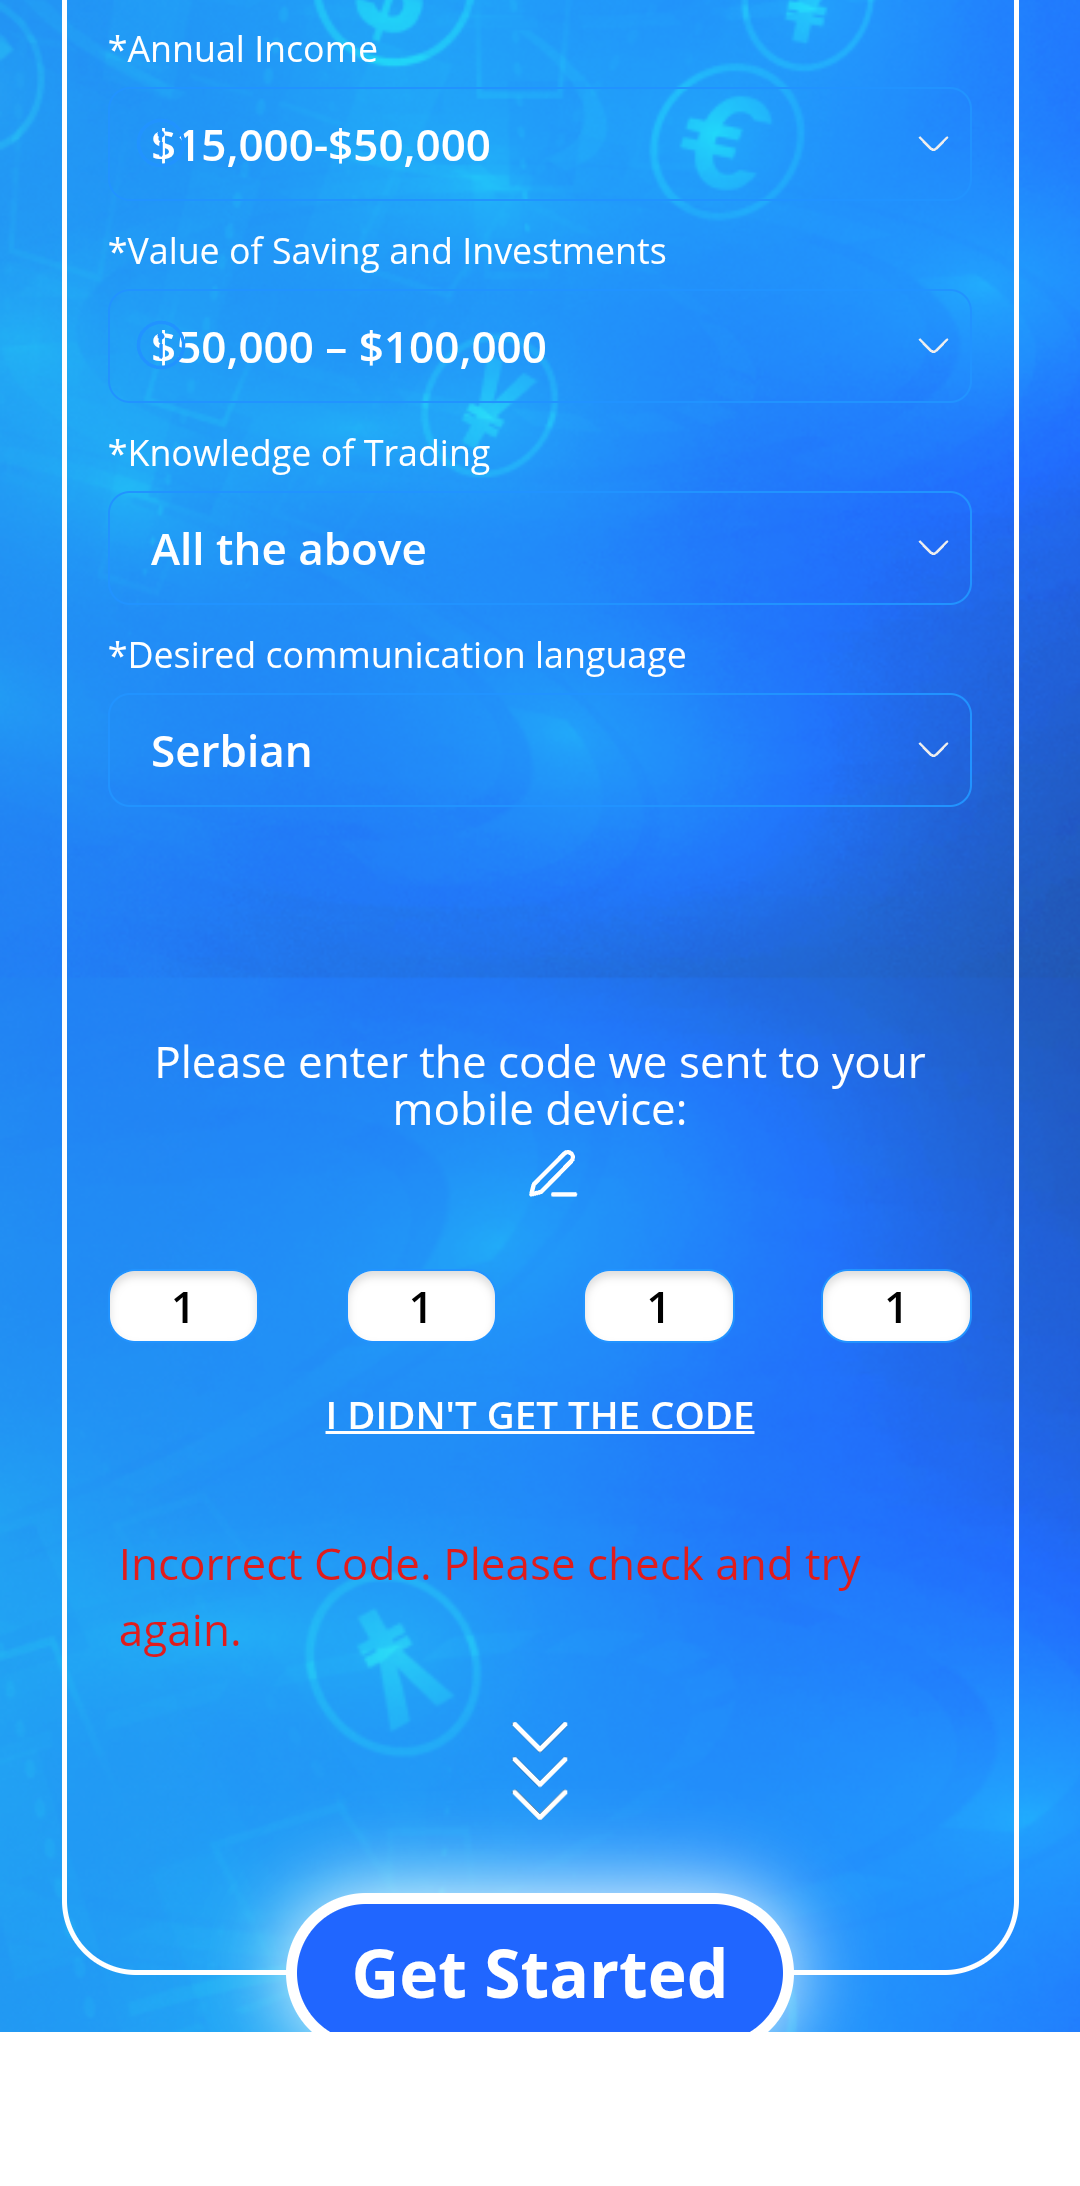 *Annual Income
$15,000-$50,000
*Value of Saving and Investments
$50,000 – $100,000
*Knowledge of Trading
All the above
*Desired communication language
Serbian
Please enter the code we sent to your
mobile device:
1 1 1 1
I DIDN'T GET THE CODE
Incorrect Code. Please check and try
again.
Get Started